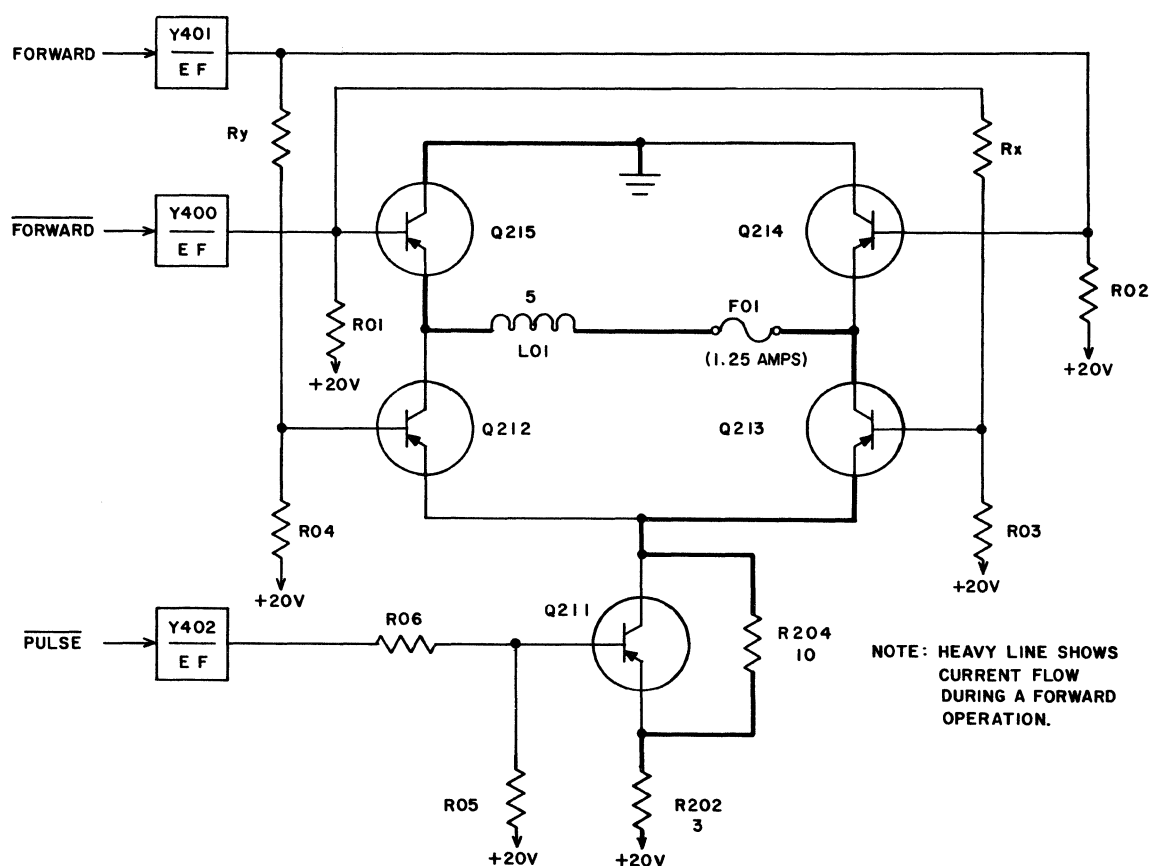 FORWARD
Y401
EF
Ry
Rx
FORWARD
Y400
EF
Q215
Q214
R01
+20V
5
L01
F01
(1.25 AMPS)
R02
+20V
Q212
Q213
R04
+20V
R03
+20V
PULSE
Y402
EF
R06
Q211
R204
10
NOTE: HEAVY LINE SHOWS
CURRENT FLOW
DURING A FORWARD
OPERATION.
R05
+20V
R202
3
+20V